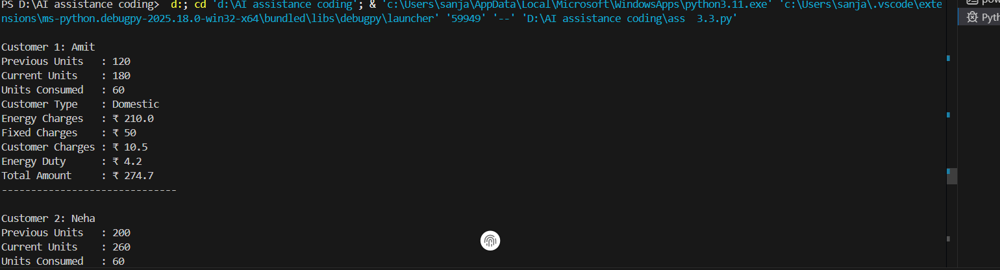 PS D:\AI assistance coding>  d:; cd 'd:\AI assistance coding'; & 'c:\Users\sanja\AppData\Local\Microsoft\WindowsApps\python3.11.exe' 'c:\Users\sanja\.vscode\exte
nsions\ms-python.debugpy-2025.18.0-win32-x64\bundled\libs\debugpy\launcher' '59949' '--' 'D:\AI assistance coding\ass  3.3.py'
Customer 1: Amit
Previous Units   : 120
Current Units    : 180
Units Consumed   : 60
Customer Type    : Domestic
Energy Charges   : ₹ 210.0
Fixed Charges    : ₹ 50
Customer Charges : ₹ 10.5
Energy Duty      : ₹ 4.2
Total Amount     : ₹ 274.7
------------------------------
Customer 2: Neha
Previous Units   : 200
Current Units    : 260
Units Consumed   : 60